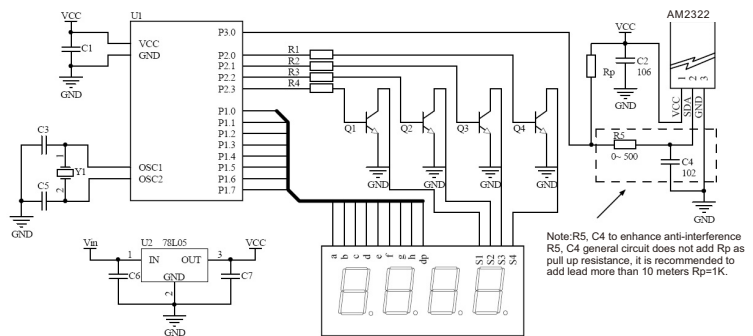 U1
VCC
C1
GND
VCC
GND
OSC1
OSC2
P3.0
P2.0
P2.1
P2.2
P2.3
P1.0
P1.1
P1.2
P1.3
P1.4
P1.5
P1.6
P1.7
C3
C5
1
2
Y1
GND
R1
R2
R3
R4
Q1
Q2
Q3
Q4
GND
GND
GND
GND
VCC
Rp
C2
106
GND
AM2322
1
2
3
VCC
SDA
GND
R5
0~ 500
C4
102
GND
Note:R5, C4 to enhance anti-interference
R5, C4 general circuit does not add Rp as
pull up resistance, it is recommended to
add lead more than 10 meters Rp=1K.
Vin
U2 78L05
VCC
1
IN OUT
3
GND
2
C6
C7
GND
a
b
c
d
e
f
g
h
dp
S1
S2
S3
S4